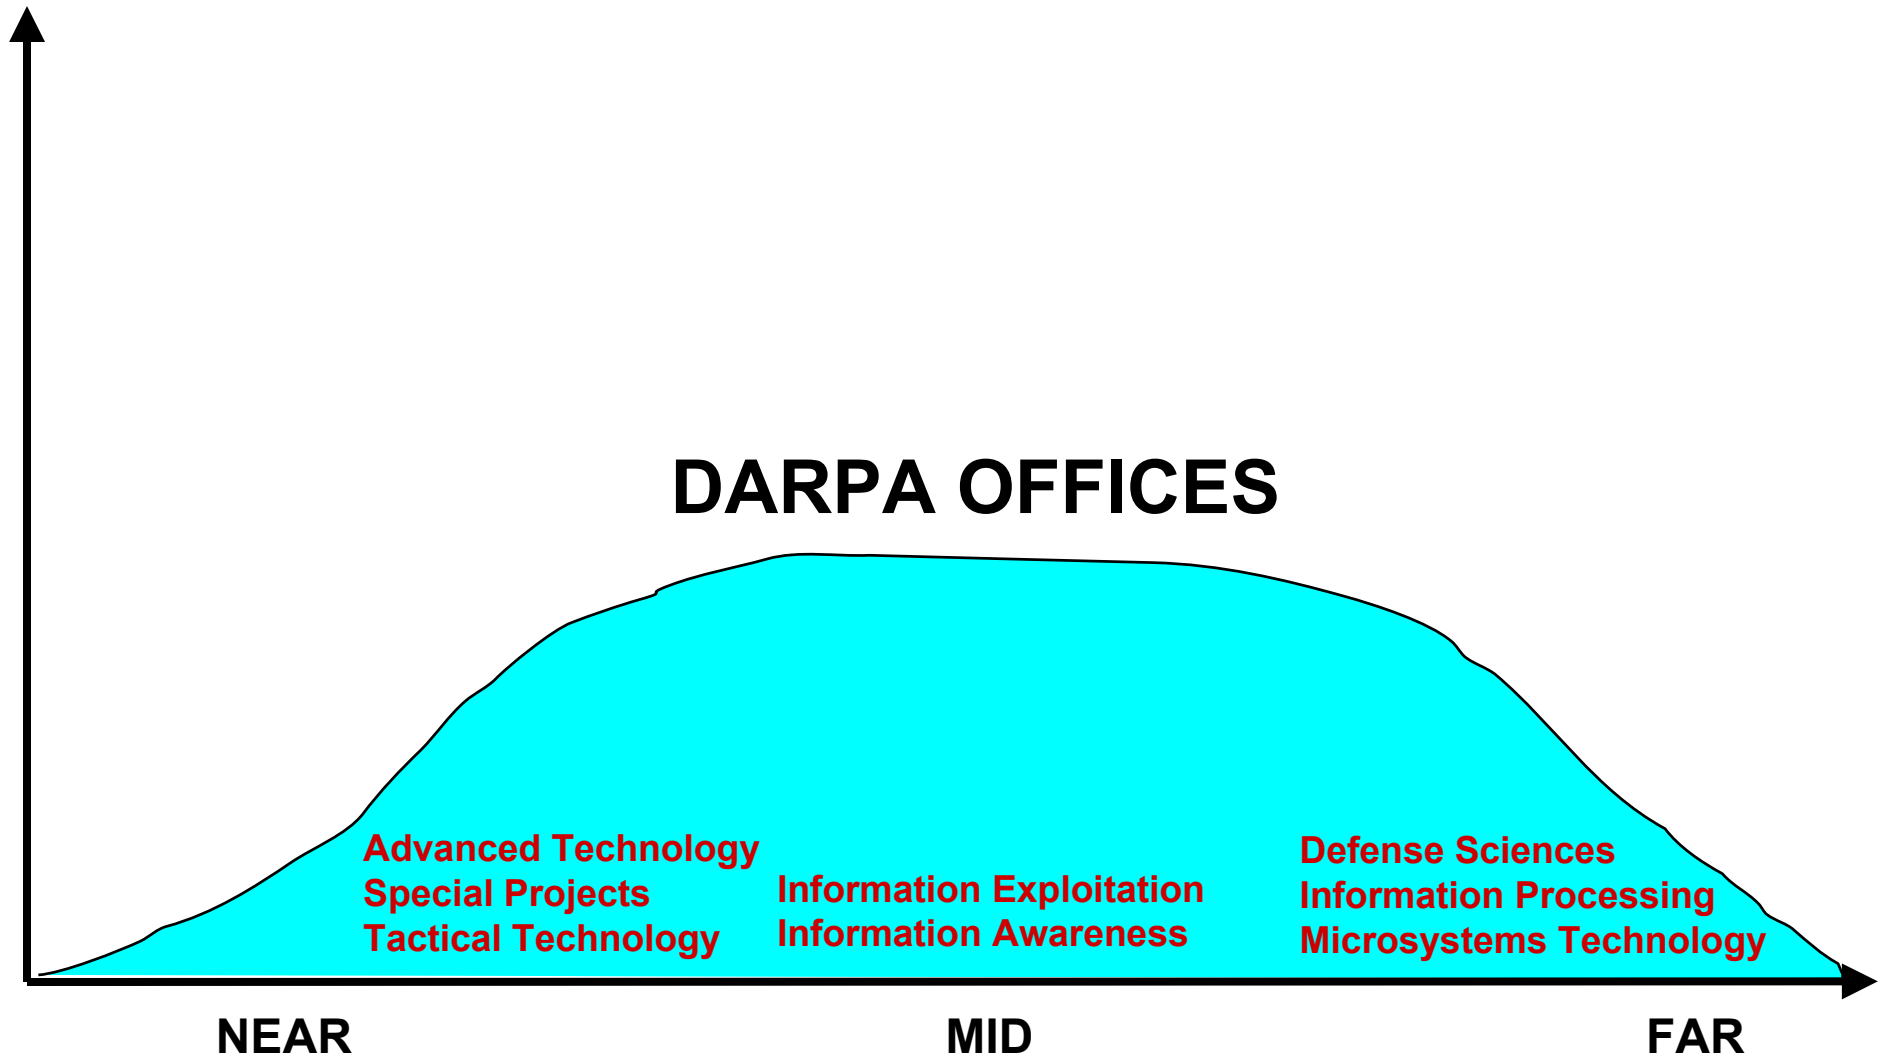 DARPA OFFICES
Advanced Technology
Special Projects
Tactical Technology
Information Exploitation
Information Awareness
Defense Sciences
Information Processing
Microsystems Technology
NEAR
MID
FAR